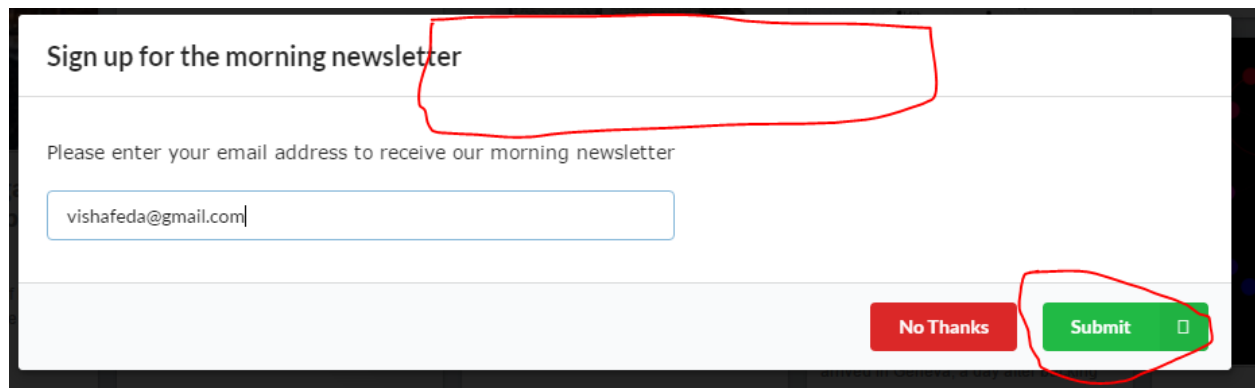 Sign up for the morning newsletter
Please enter your email address to receive our morning newsletter
vishafeda@gmail.com
No Thanks
Submit